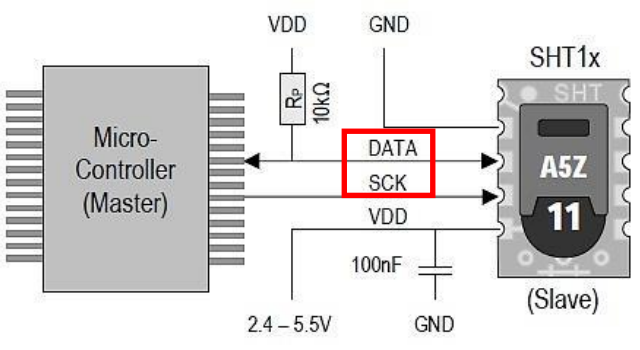 VDD
GND
SHT1x
SHT
Rₚ
10kΩ
Micro-
Controller
(Master)
DATA
A5Z
SCK
VDD
11
100nF
(Slave)
2.4 – 5.5V
GND